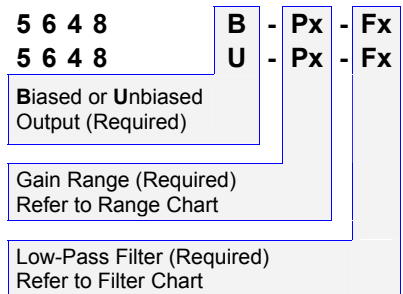 5 6 4 8 B - Px - Fx
5 6 4 8 U - Px - Fx
Biased or Unbiased
Output (Required)
Gain Range (Required)
Refer to Range Chart
Low-Pass Filter (Required)
Refer to Filter Chart